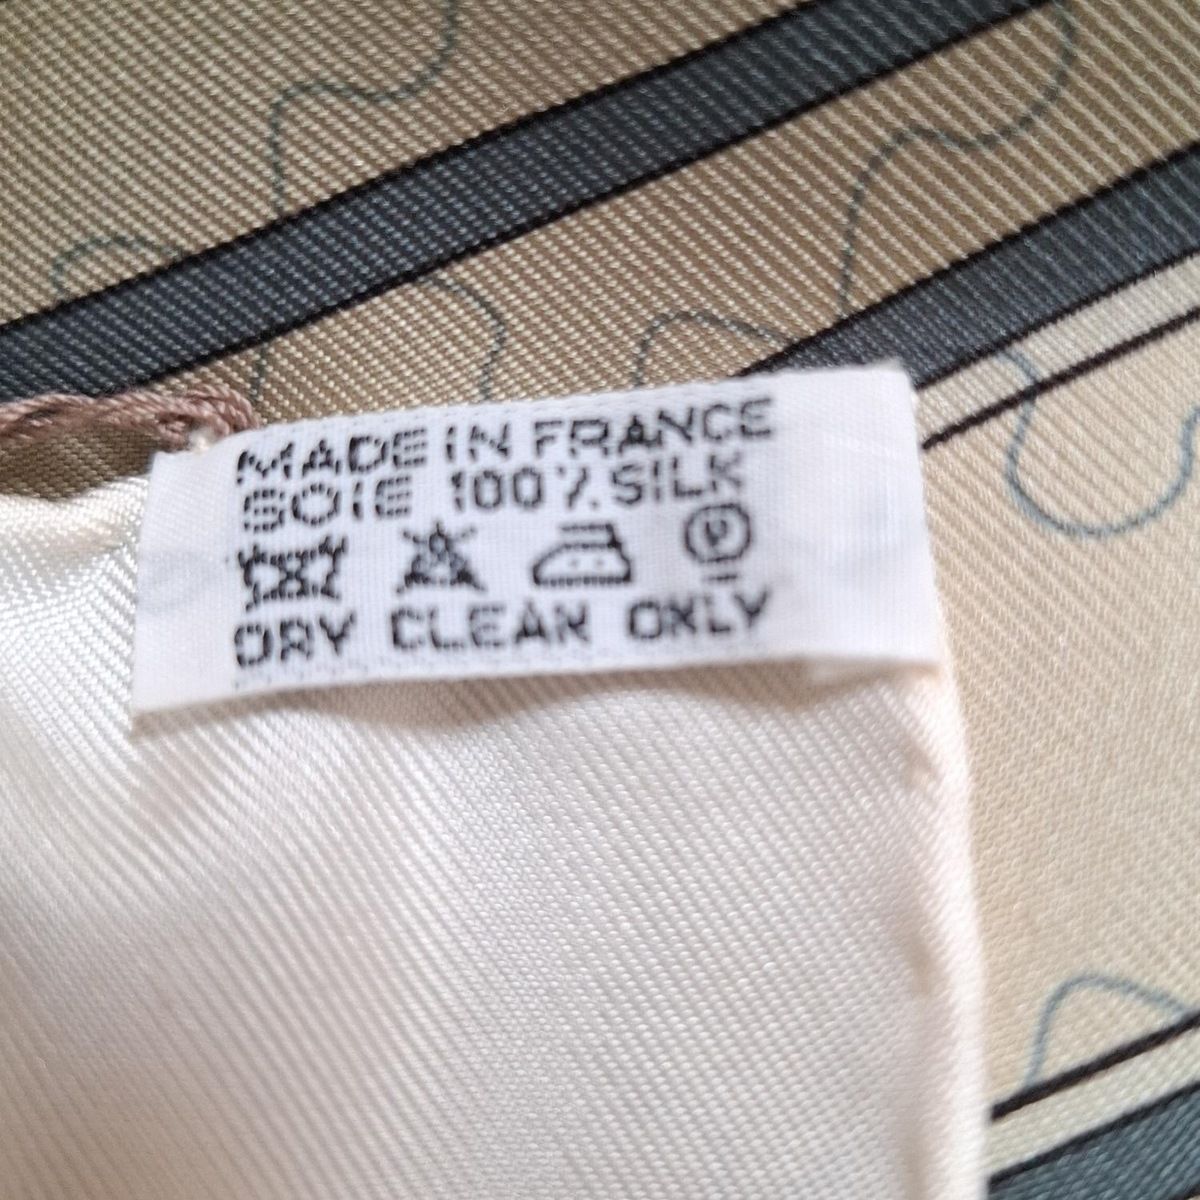 MADE IN FRANCE
SOIE 100% SILK
P
DRY CLEAN ONLY